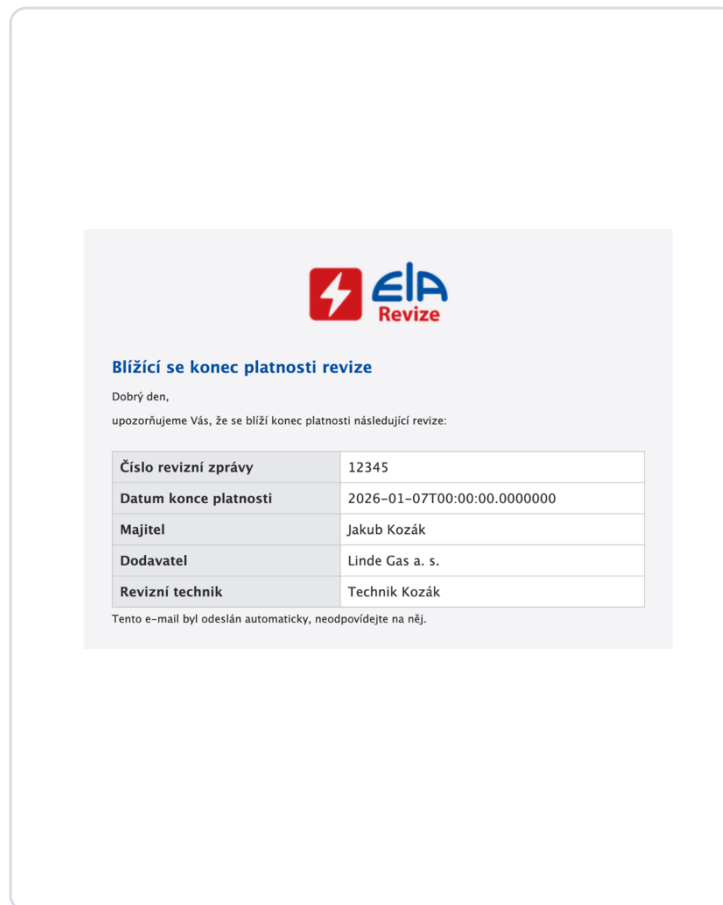 ElA
Revize
Blížící se konec platnosti revize
Dobrý den,
upozorňujeme Vás, že se blíží konec platnosti následující revize:
Číslo revizní zprávy 12345
Datum konce platnosti 2026-01-07T00:00:00.0000000
Majitel Jakub Kozák
Dodavatel Linde Gas a. s.
Revizní technik Technik Kozák
Tento e-mail byl odeslán automaticky, neodpovídejte na něj.